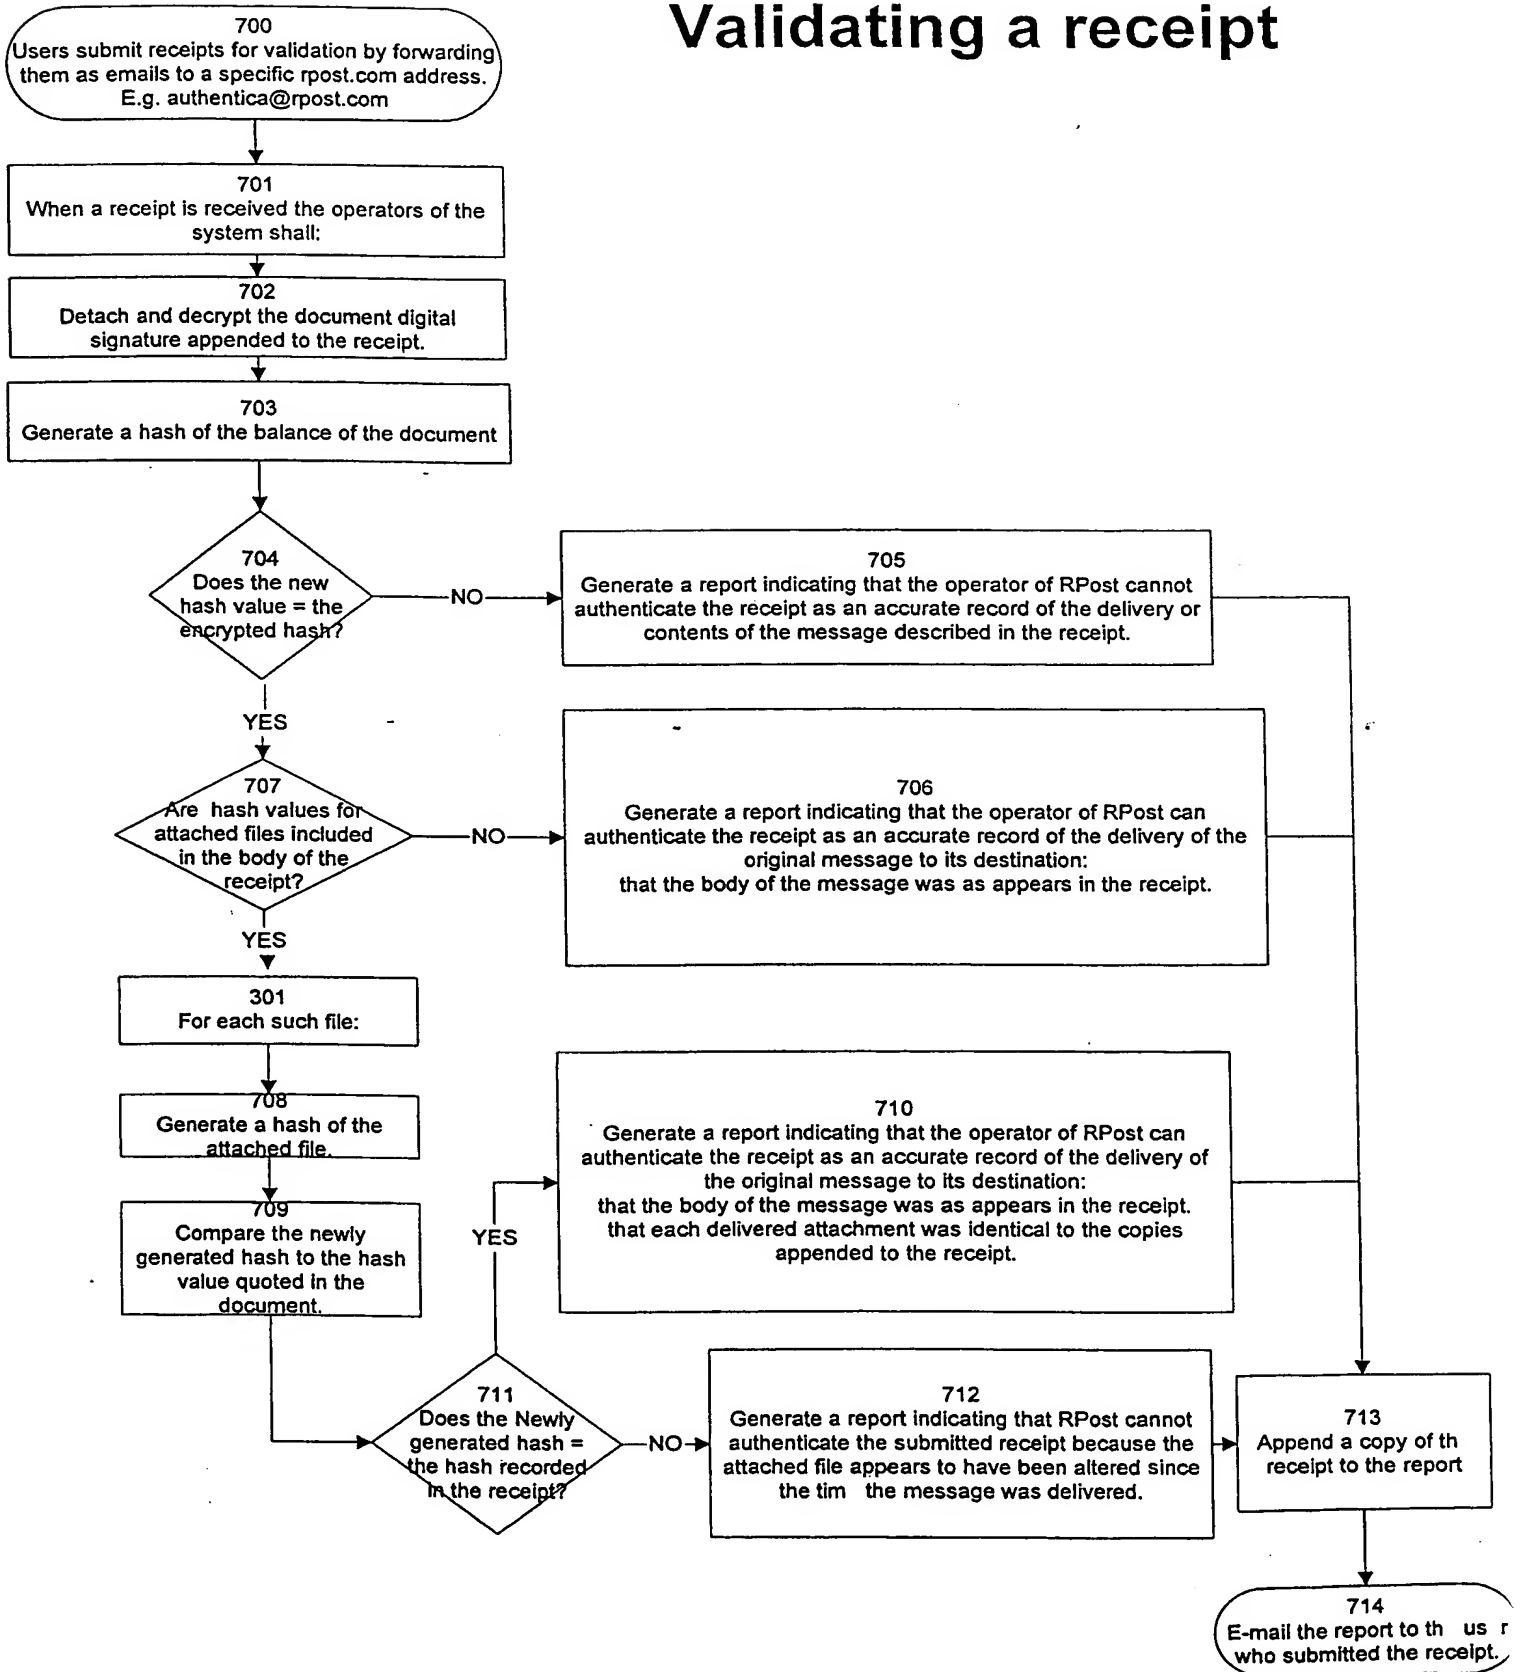 Validating a receipt
700
Users submit receipts for validation by forwarding
them as emails to a specific rpost.com address.
E.g. authentica@rpost.com
701
When a receipt is received the operators of the
system shall:
702
Detach and decrypt the document digital
signature appended to the receipt.
703
Generate a hash of the balance of the document
704
Does the new
hash value = the
encrypted hash?
NO
705
Generate a report indicating that the operator of RPost cannot
authenticate the receipt as an accurate record of the delivery or
contents of the message described in the receipt.
YES
707
Are hash values for
attached files included
in the body of the
receipt?
NO
706
Generate a report indicating that the operator of RPost can
authenticate the receipt as an accurate record of the delivery of the
original message to its destination:
that the body of the message was as appears in the receipt.
YES
301
For each such file:
708
Generate a hash of the
attached file.
709
Compare the newly
generated hash to the hash
value quoted in the
document.
YES
710
Generate a report indicating that the operator of RPost can
authenticate the receipt as an accurate record of the delivery of
the original message to its destination:
that the body of the message was as appears in the receipt.
that each delivered attachment was identical to the copies
appended to the receipt.
711
Does the Newly
generated hash =
the hash recorded
in the receipt?
NO
712
Generate a report indicating that RPost cannot
authenticate the submitted receipt because the
attached file appears to have been altered since
the tim the message was delivered.
713
Append a copy of th
receipt to the report
714
E-mail the report to th us r
who submitted the receipt.